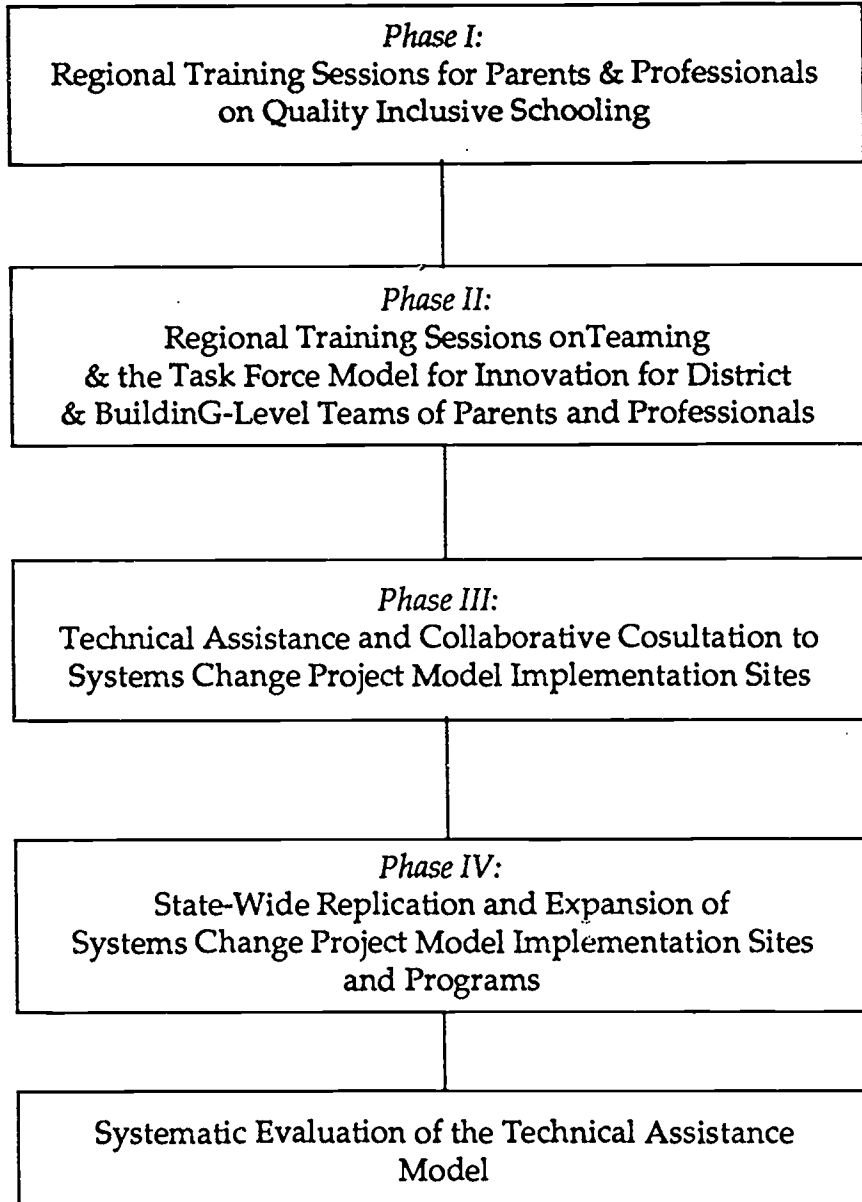 Phase I:
Regional Training Sessions for Parents & Professionals
on Quality Inclusive Schooling
Phase II:
Regional Training Sessions onTeaming
& the Task Force Model for Innovation for District
& BuildinG-Level Teams of Parents and Professionals
Phase III:
Technical Assistance and Collaborative Cosultation to
Systems Change Project Model Implementation Sites
Phase IV:
State-Wide Replication and Expansion of
Systems Change Project Model Implementation Sites
and Programs
Systematic Evaluation of the Technical Assistance
Model